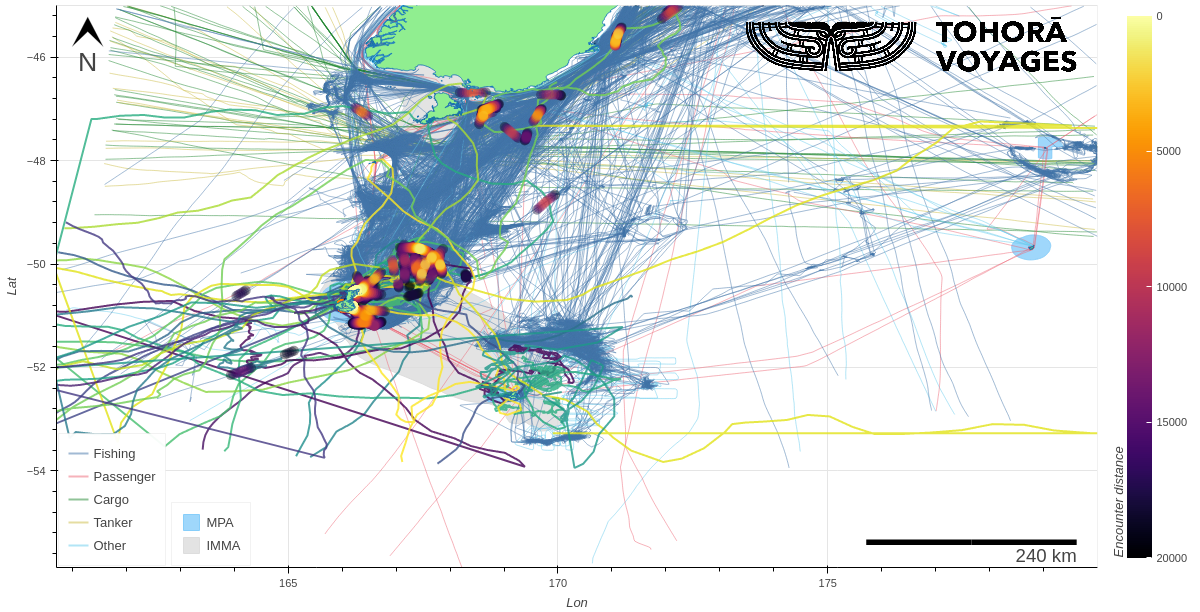 TOHORĀ
VOYAGES
N
−46
−48
−50
−52
−54
Lat
165
170
175
Lon
Fishing
Passenger
Cargo
Tanker
Other
MPA
IMMA
240 km
0
5000
10000
15000
20000
Encounter distance